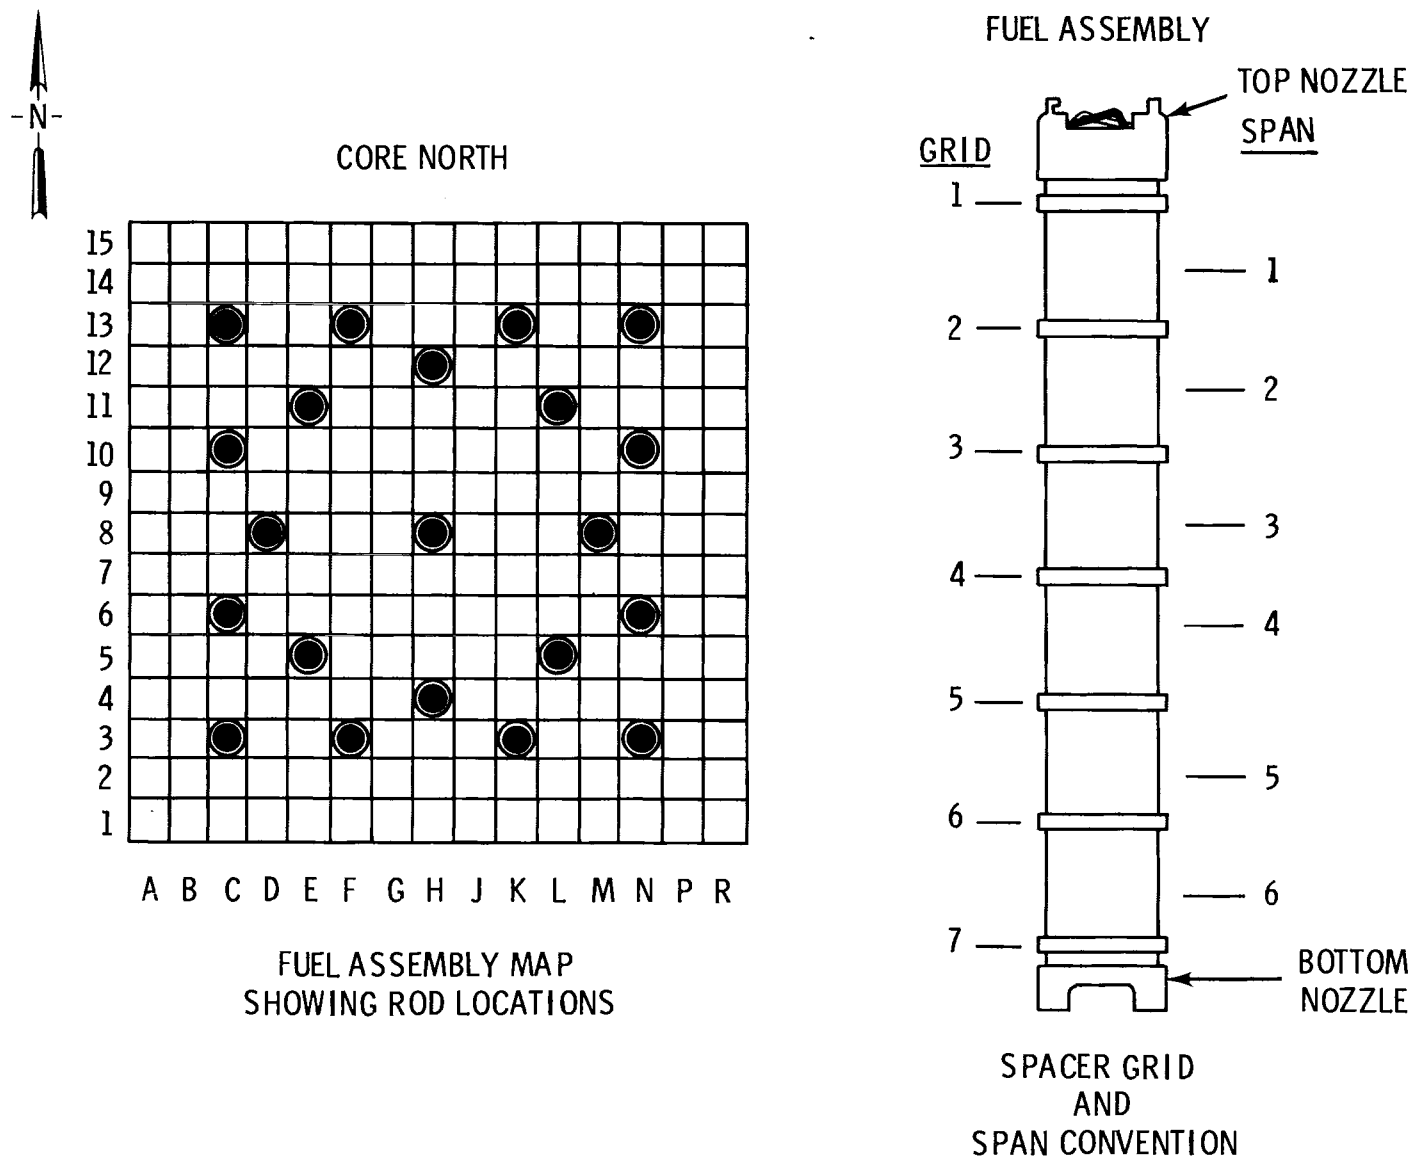 -N-
CORE NORTH
15
14
13
12
11
10
9
8
7
6
5
4
3
2
1
A B C D E F G H J K L M N P R
FUEL ASSEMBLY MAP
SHOWING ROD LOCATIONS
FUEL ASSEMBLY
TOP NOZZLE
GRID
SPAN
1
1
2
2
3
3
4
4
5
5
6
6
7
BOTTOM
NOZZLE
SPACER GRID
AND
SPAN CONVENTION